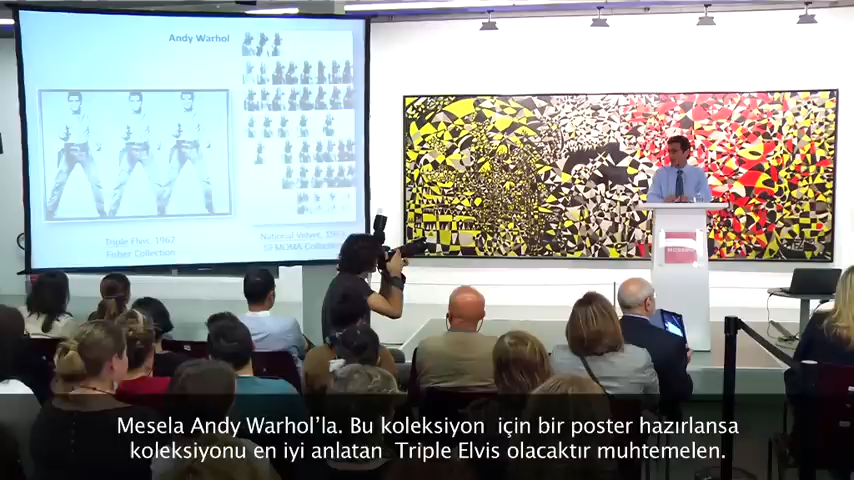 Andy Warhol
Triple Elvis, 1962
Fisher Collection
National Velvet, 1963
SFMOMA Collection
Mesela Andy Warhol’la. Bu koleksiyon için bir poster hazırlansa
koleksiyonu en iyi anlatan Triple Elvis olacaktır muhtemelen.